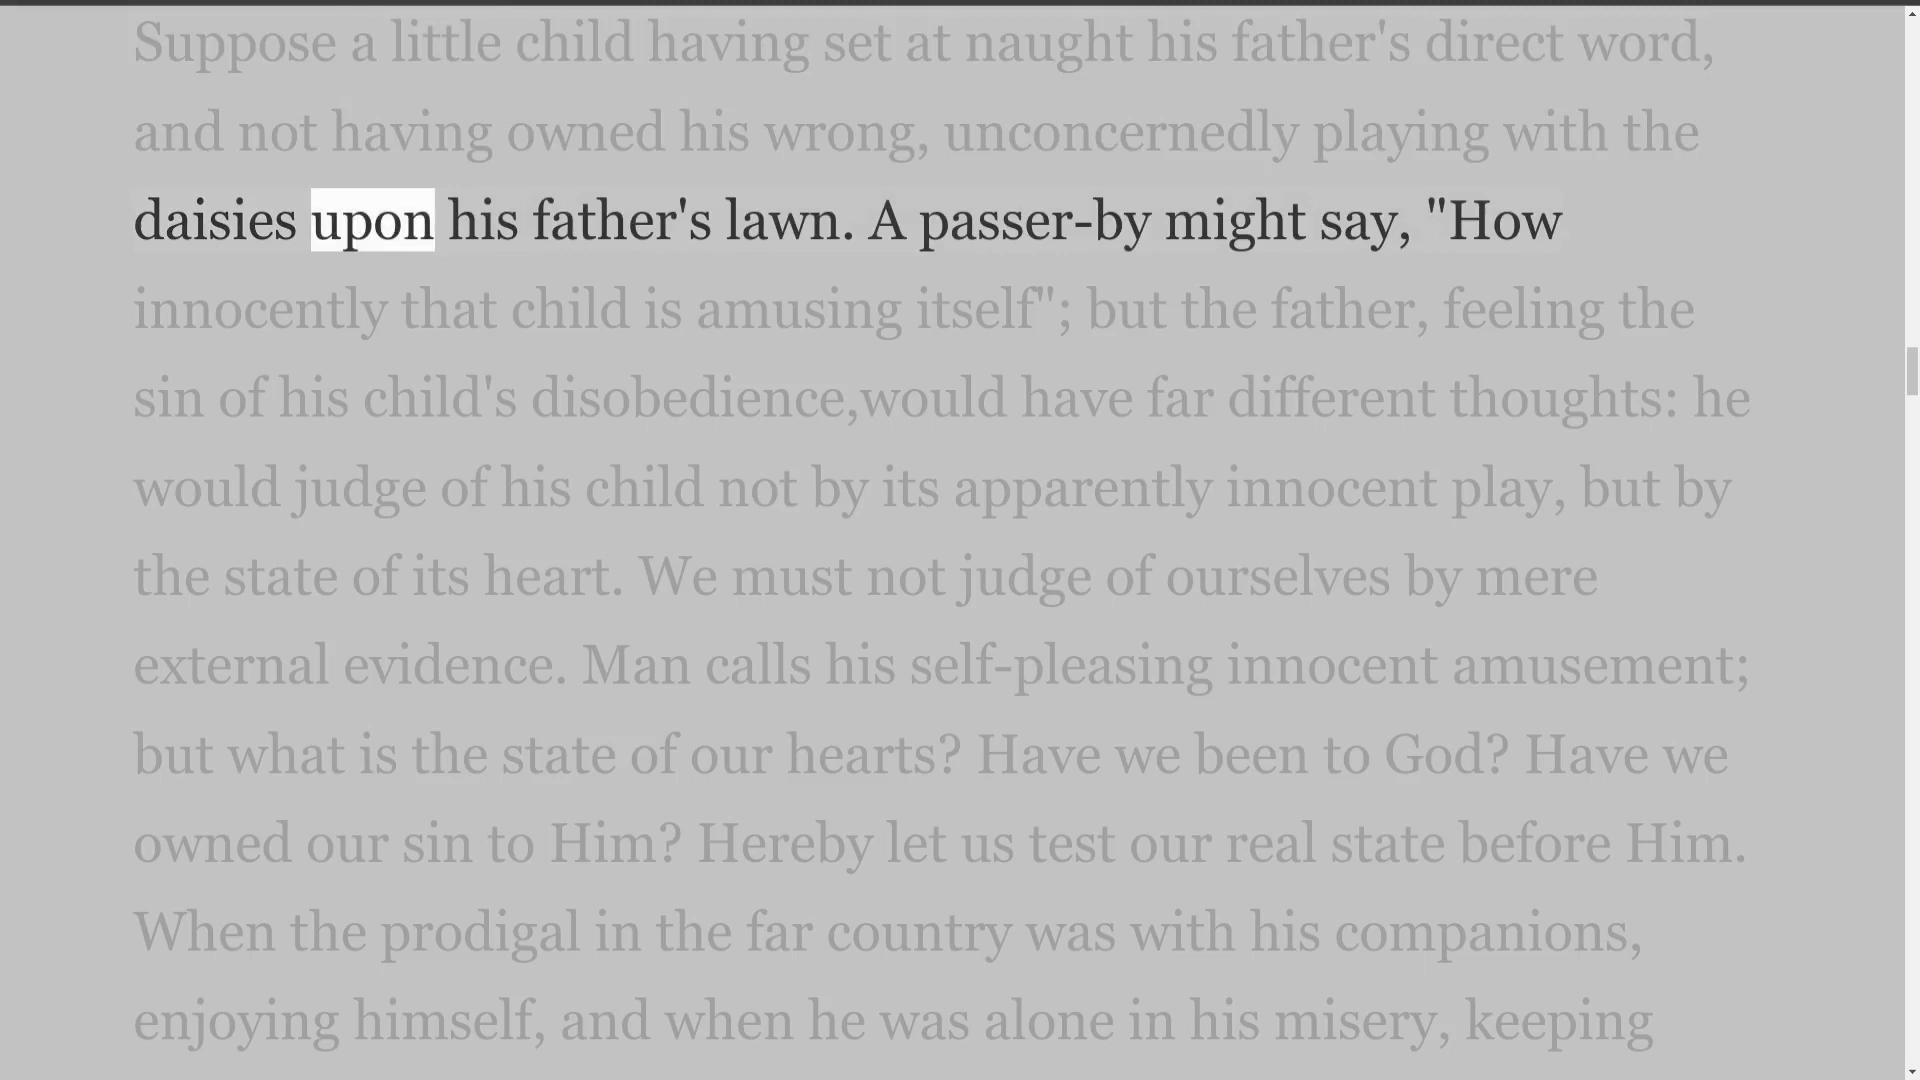 Suppose a little child having set at naught his father's direct word,
and not having owned his wrong, unconcernedly playing with the
daisies upon his father's lawn. A passer-by might say, "How
innocently that child is amusing itself"; but the father, feeling the
sin of his child's disobedience,would have far different thoughts: he
would judge of his child not by its apparently innocent play, but by
the state of its heart. We must not judge of ourselves by mere
external evidence. Man calls his self-pleasing innocent amusement;
but what is the state of our hearts? Have we been to God? Have we
owned our sin to Him? Hereby let us test our real state before Him.
When the prodigal in the far country was with his companions,
enjoying himself, and when he was alone in his misery, keeping